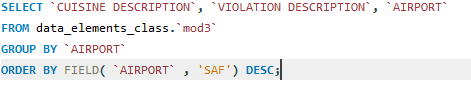 SELECT `CUISINE DESCRIPTION`, `VIOLATION DESCRIPTION`, `AIRPORT`
FROM data_elements_class.`mod3`
GROUP BY `AIRPORT`
ORDER BY FIELD( `AIRPORT` , 'SAF') DESC;